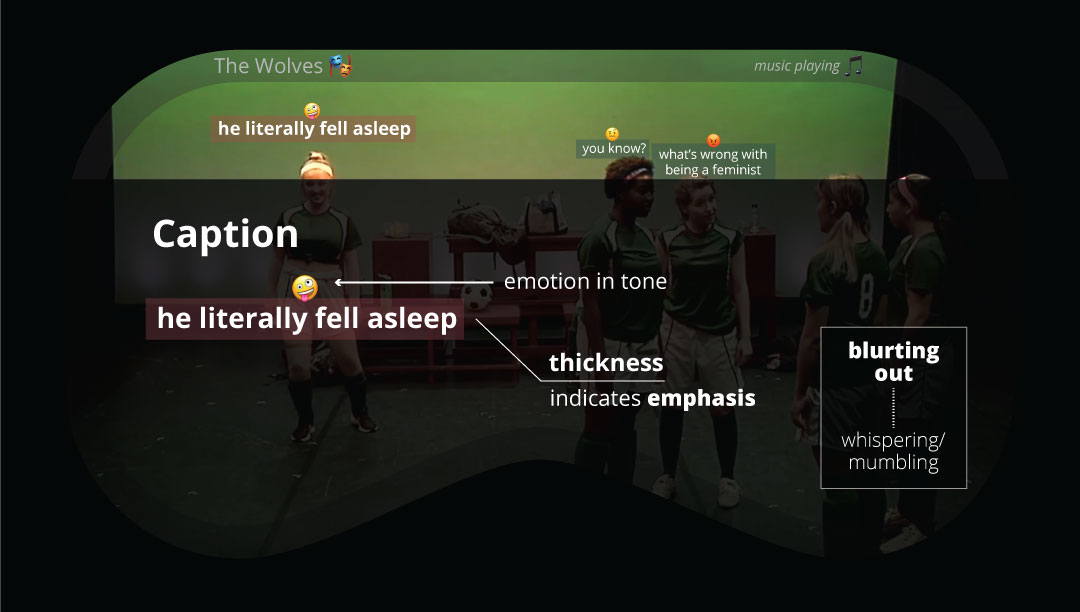 The Wolves 🎭
music playing 🎵
🤪
he literally fell asleep
🤨
you know?
😡
what's wrong with
being a feminist
Caption
🤪
emotion in tone
he literally fell asleep
thickness
indicates emphasis
blurting
out
whispering/
mumbling
8